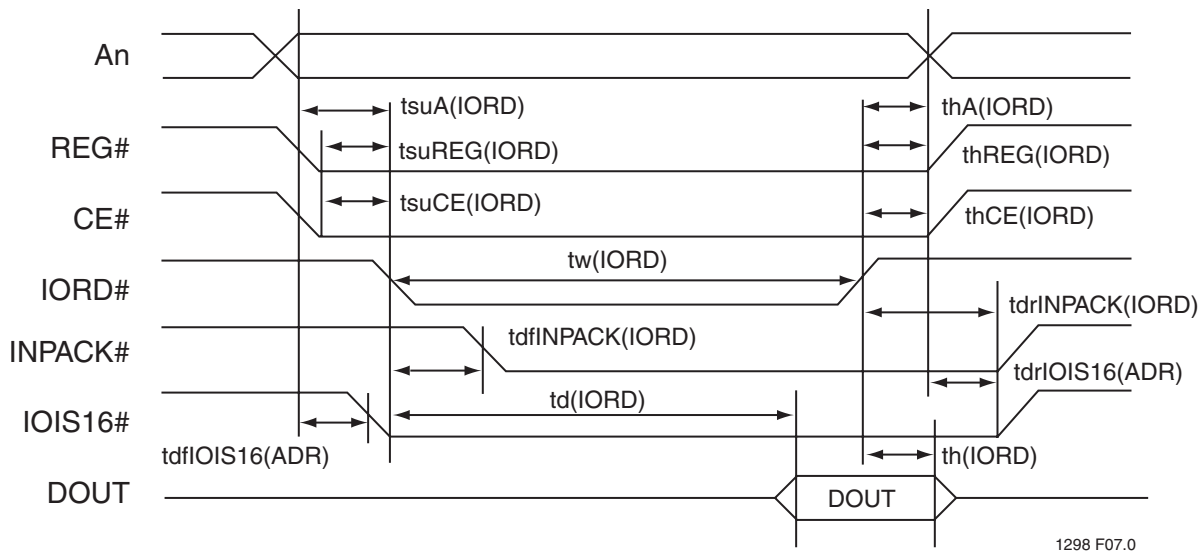 An
tsuA(IORD)
thA(IORD)
REG#
tsuREG(IORD)
thREG(IORD)
CE#
tsuCE(IORD)
thCE(IORD)
IORD#
tw(IORD)
tdrINPACK(IORD)
INPACK#
tdfINPACK(IORD)
tdrIOIS16(ADR)
IOIS16#
td(IORD)
tdfIOIS16(ADR)
th(IORD)
DOUT
DOUT
1298 F07.0